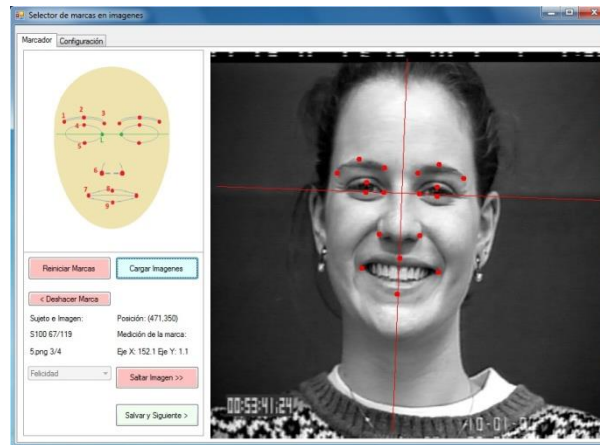 Selector de marcas en imagenes
Marcador
Configuración
1
2
3
4
L
5
6
7
8
9
Reiniciar Marcas
Cargar Imagenes
< Deshacer Marca
Sujeto e Imagen:
Posición: (471,350)
S100 67/119
Medición de la marca:
5.png 3/4
Eje X: 152.1 Eje Y: 1.1
Felicidad
Saltar Imagen >>
Salvar y Siguiente >
00:53:41:24